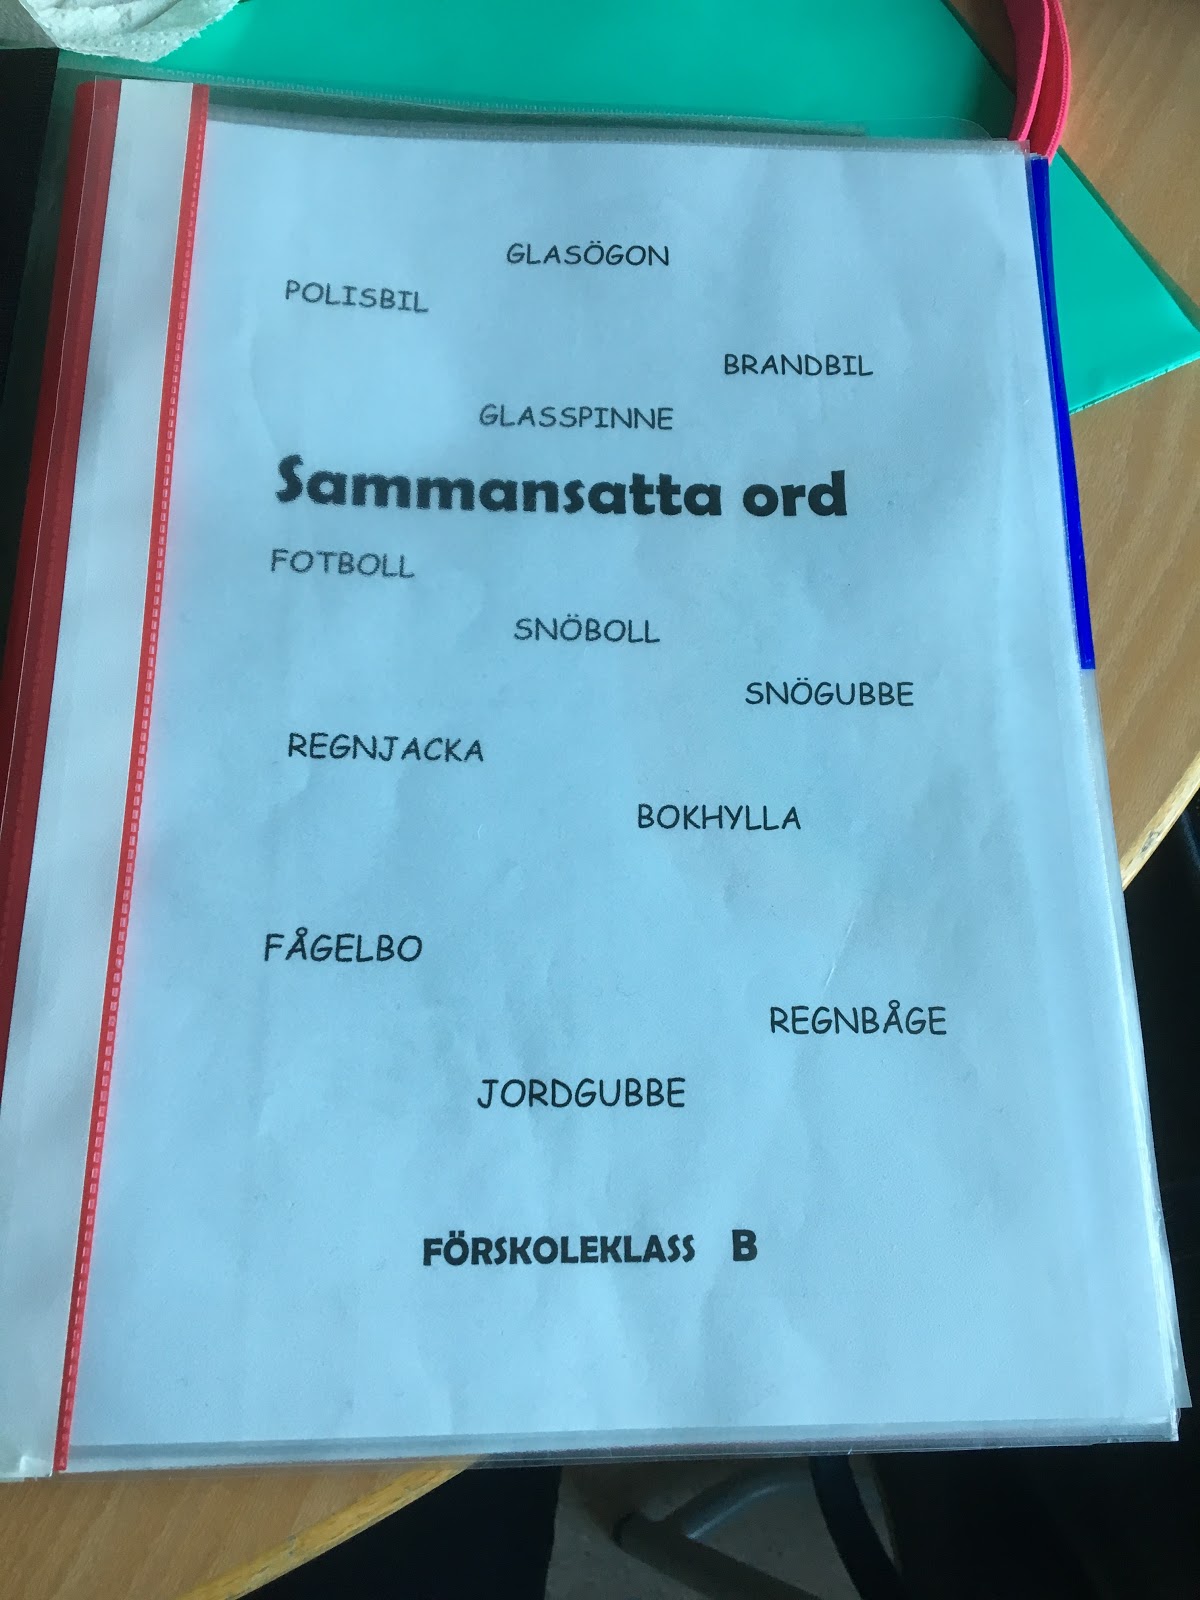 GLASÖGON
POLISBIL
BRANDBIL
GLASSPINNE
Sammansatta ord
FOTBOLL
SNÖBOLL
SNÖGUBBE
REGNJACKA
BOKHYLLA
FÅGELBO
REGNBÅGE
JORDGUBBE
FÖRSKOLEKLASS B